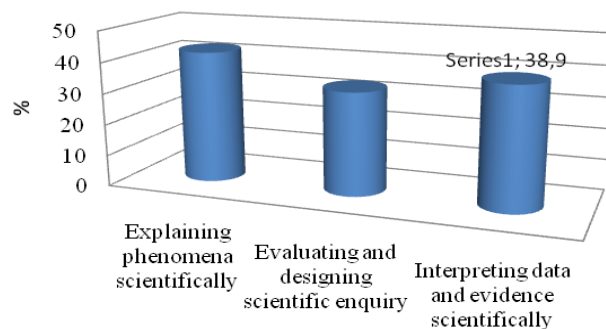 50
40
30
20
10
0
%
Series1; 38,9
Explaining
phenomena
scientifically
Evaluating and
designing
scientific enquiry
Interpreting data
and evidence
scientifically